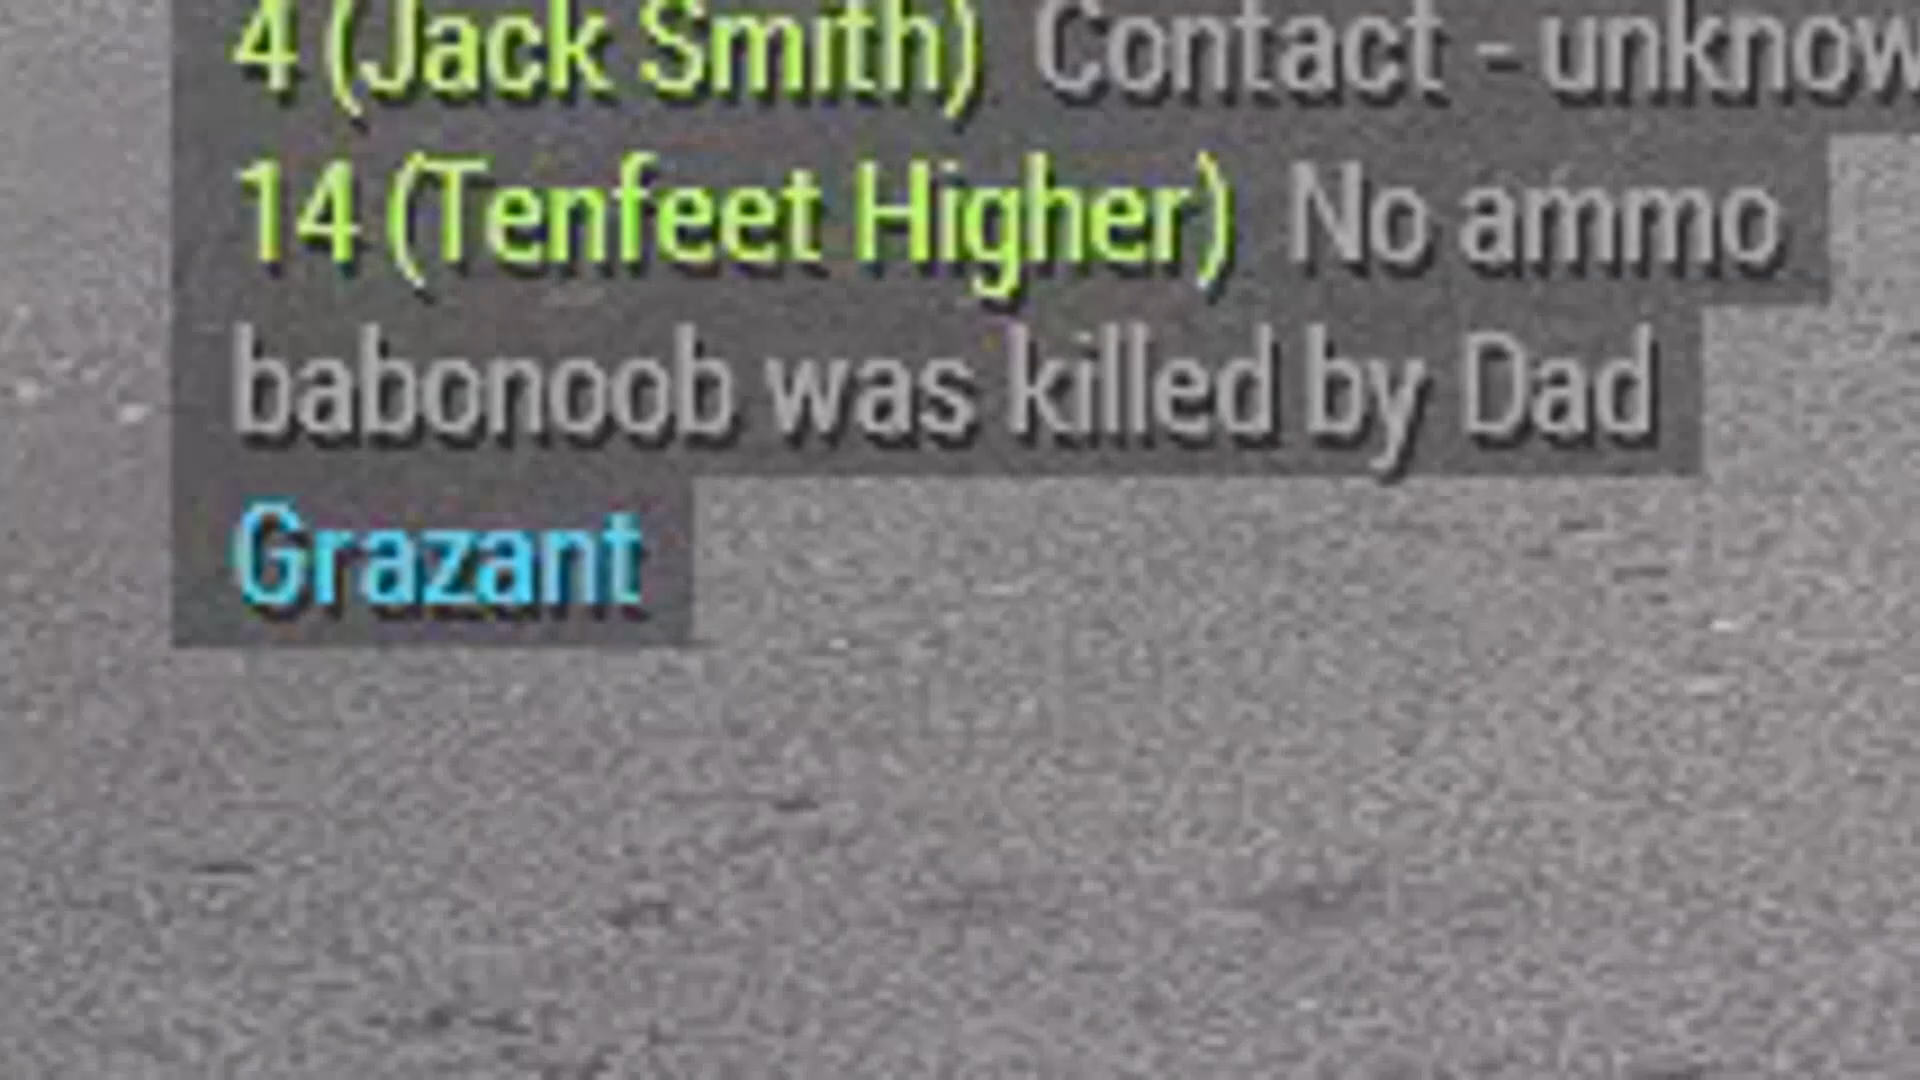 4 (Jack Smith) Contact - unknow
14 (Tenfeet Higher) No ammo
babonoob was killed by Dad
Grazant